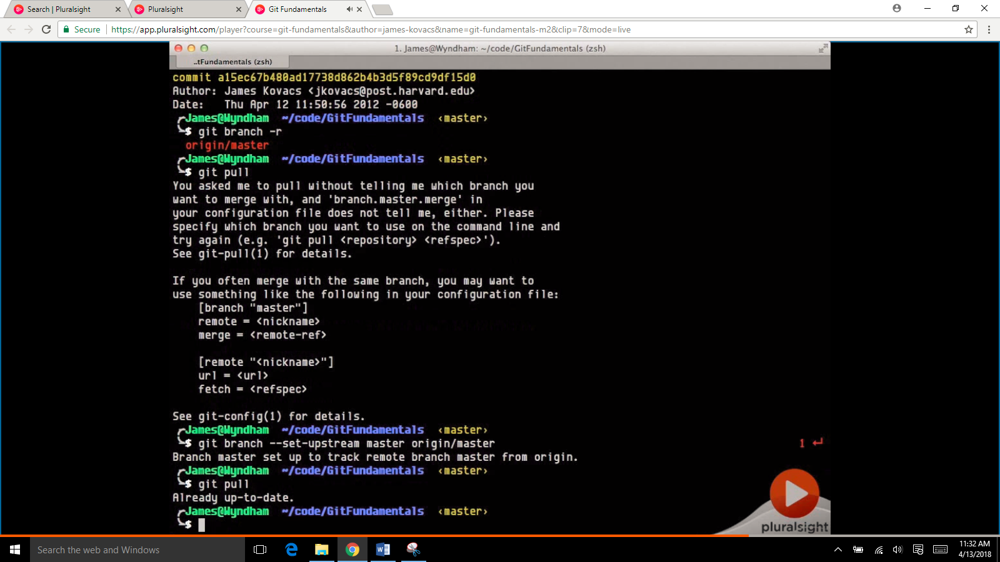 Search | Pluralsight
Pluralsight
Git Fundamentals
Secure
https://app.pluralsight.com/player?course=git-fundamentals&author=james-kovacs&name=git-fundamentals-m2&clip=7&mode=live
1. James@Wyndham: ~/code/GitFundamentals (zsh)
..tFundamentals (zsh)
commit a15ec67b480ad17738d862b4b3d5f89cd9df15d0
Author: James Kovacs <jkovacs@post.harvard.edu>
Date:   Thu Apr 12 11:50:56 2012 -0600
James@Wyndham  ~/code/GitFundamentals  ‹master›
$ git branch -r
origin/master
James@Wyndham  ~/code/GitFundamentals  ‹master›
$ git pull
You asked me to pull without telling me which branch you
want to merge with, and 'branch.master.merge' in
your configuration file does not tell me, either. Please
specify which branch you want to use on the command line and
try again (e.g. 'git pull <repository> <refspec>').
See git-pull(1) for details.
If you often merge with the same branch, you may want to
use something like the following in your configuration file:
[branch "master"]
remote = <nickname>
merge = <remote-ref>
[remote "<nickname>"]
url = <url>
fetch = <refspec>
See git-config(1) for details.
James@Wyndham  ~/code/GitFundamentals  ‹master›
$ git branch --set-upstream master origin/master 1 ↵
Branch master set up to track remote branch master from origin.
James@Wyndham  ~/code/GitFundamentals  ‹master›
$ git pull
Already up-to-date.
James@Wyndham  ~/code/GitFundamentals  ‹master›
$
pluralsight
Search the web and Windows
11:32 AM
4/13/2018